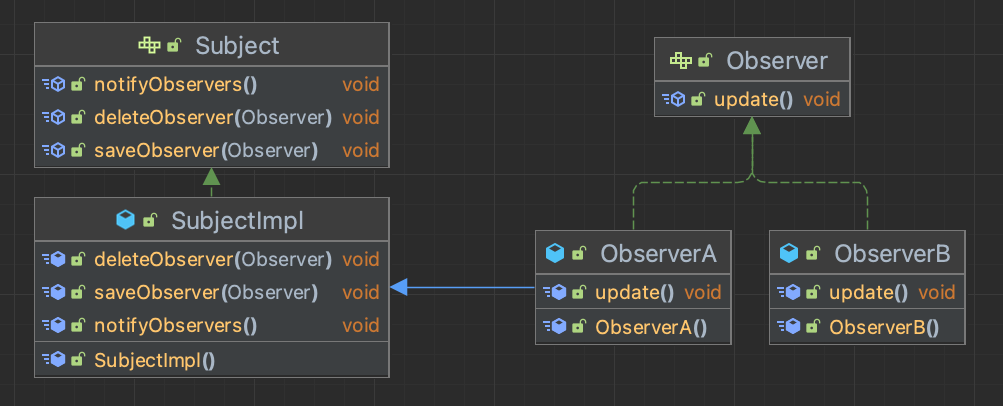 Subject
notifyObservers() void
deleteObserver(Observer) void
saveObserver(Observer) void
SubjectImpl
deleteObserver(Observer) void
saveObserver(Observer) void
notifyObservers() void
SubjectImpl()
Observer
update() void
ObserverA
update() void
ObserverA()
ObserverB
update() void
ObserverB()